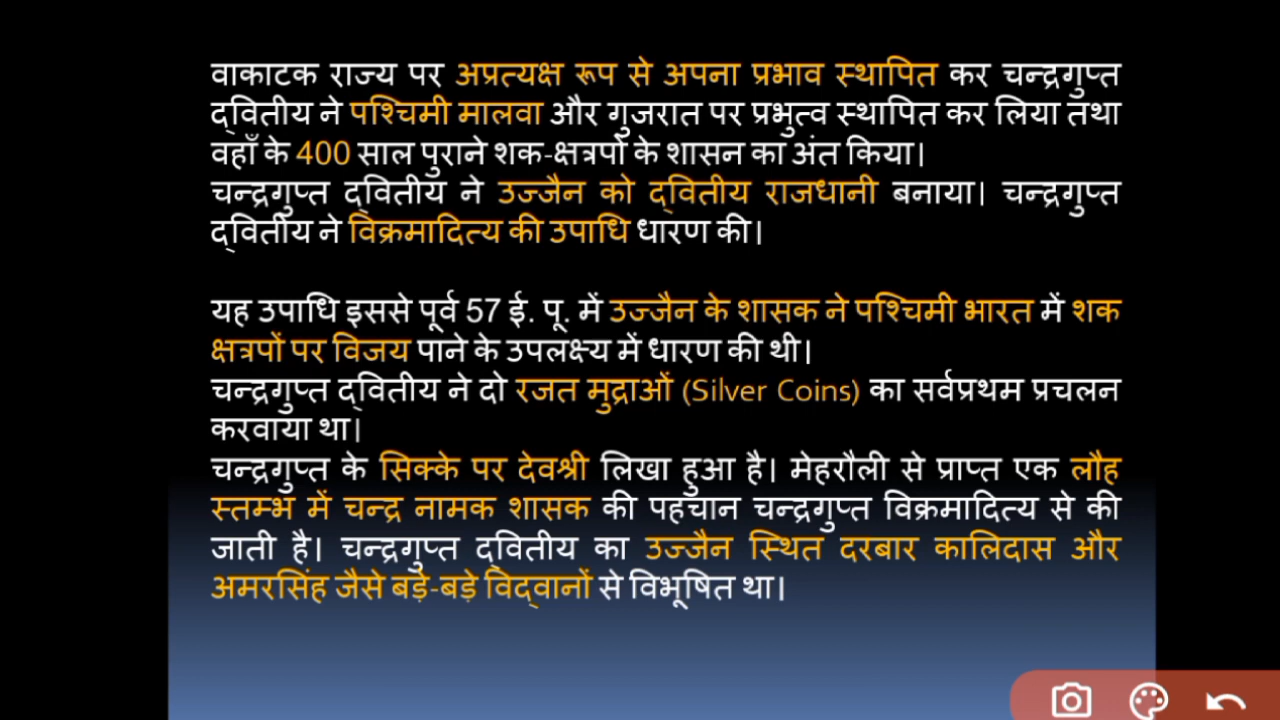 वाकाटक राज्य पर अप्रत्यक्ष रूप से अपना प्रभाव स्थापित कर चन्द्रगुप्त
द्वितीय ने पश्चिमी मालवा और गुजरात पर प्रभुत्व स्थापित कर लिया तथा
वहाँ के 400 साल पुराने शक-क्षत्रपों के शासन का अंत किया।
चन्द्रगुप्त द्वितीय ने उज्जैन को द्वितीय राजधानी बनाया। चन्द्रगुप्त
द्वितीय ने विक्रमादित्य की उपाधि धारण की।
यह उपाधि इससे पूर्व 57 ई. पू. में उज्जैन के शासक ने पश्चिमी भारत में शक
क्षत्रपों पर विजय पाने के उपलक्ष्य में धारण की थी।
चन्द्रगुप्त द्वितीय ने दो रजत मुद्राओं (Silver Coins) का सर्वप्रथम प्रचलन
करवाया था।
चन्द्रगुप्त के सिक्के पर देवश्री लिखा हुआ है। मेहरौली से प्राप्त एक लौह
स्तम्भ में चन्द्र नामक शासक की पहचान चन्द्रगुप्त विक्रमादित्य से की
जाती है। चन्द्रगुप्त द्वितीय का उज्जैन स्थित दरबार कालिदास और
अमरसिंह जैसे बड़े-बड़े विद्वानों से विभूषित था।